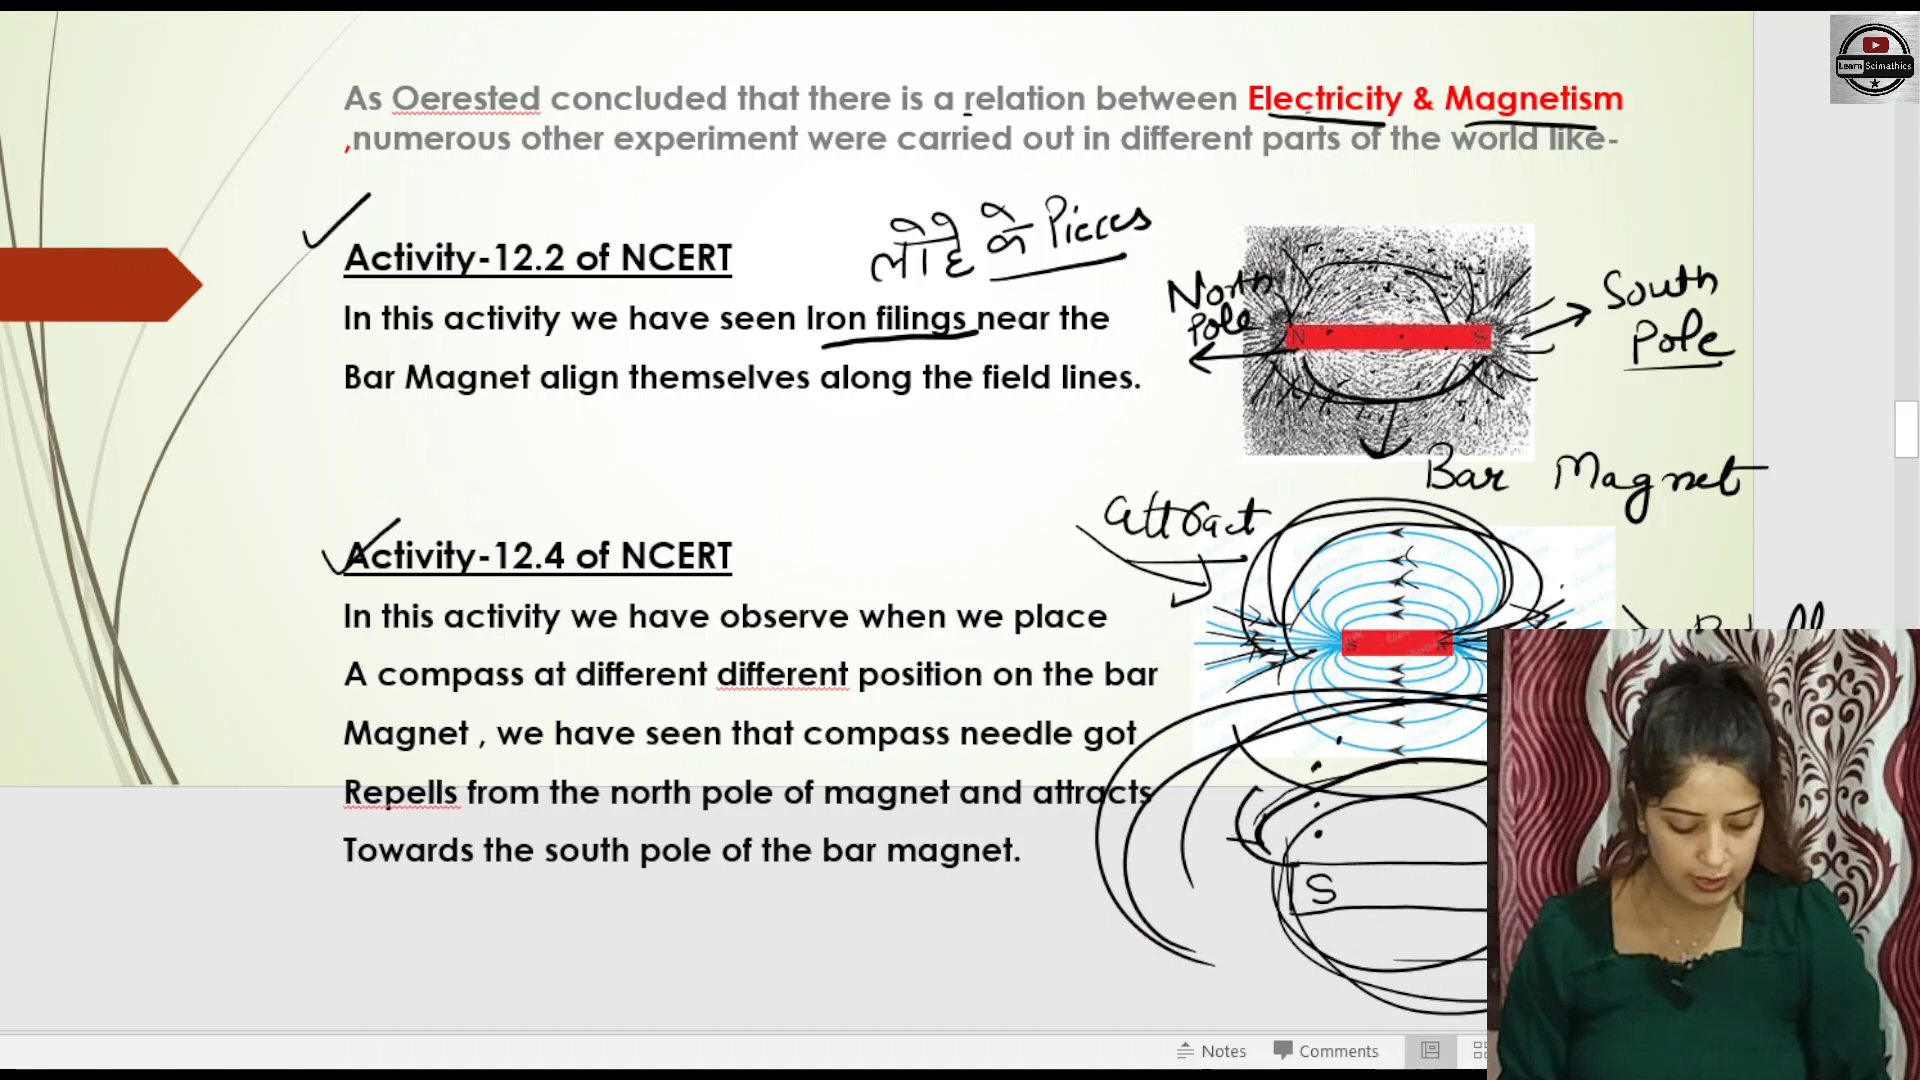 As Oerested concluded that there is a relation between Electricity & Magnetism
,numerous other experiment were carried out in different parts of the world like-
लोहे के Pieces
Activity-12.2 of NCERT
In this activity we have seen Iron filings near the
Bar Magnet align themselves along the field lines.
North
Pole
N
S
South
Pole
Bar Magnet
Attract
Activity-12.4 of NCERT
In this activity we have observe when we place
A compass at different different position on the bar
Magnet , we have seen that compass needle got
Repells from the north pole of magnet and attracts
Towards the south pole of the bar magnet.
S
S
Learn Scimathics
Notes
Comments